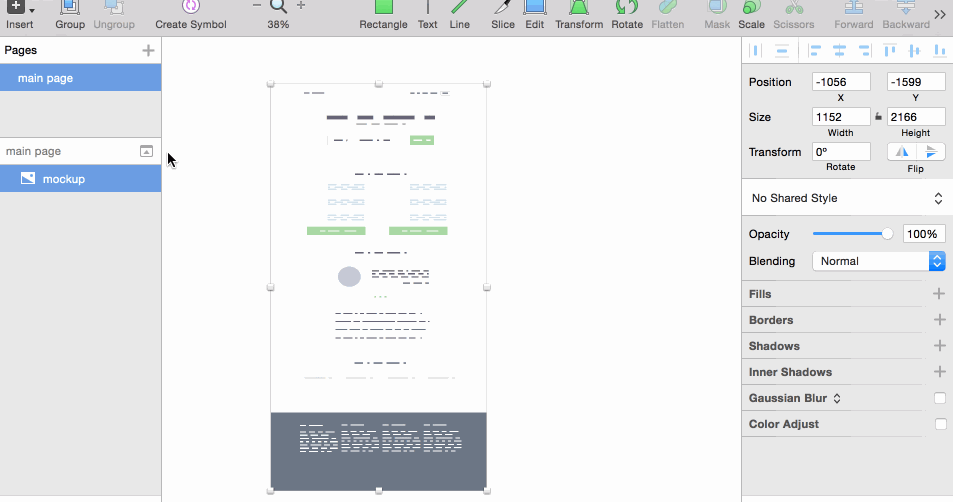 Insert Group Ungroup Create Symbol 38% Rectangle Text Line Slice Edit Transform Rotate Flatten Mask Scale Scissors Forward Backward
Pages
main page
main page
mockup
Position -1056 -1599
X Y
Size 1152 2166
Width Height
Transform 0º
Rotate Flip
No Shared Style
Opacity 100%
Blending Normal
Fills
Borders
Shadows
Inner Shadows
Gaussian Blur
Color Adjust